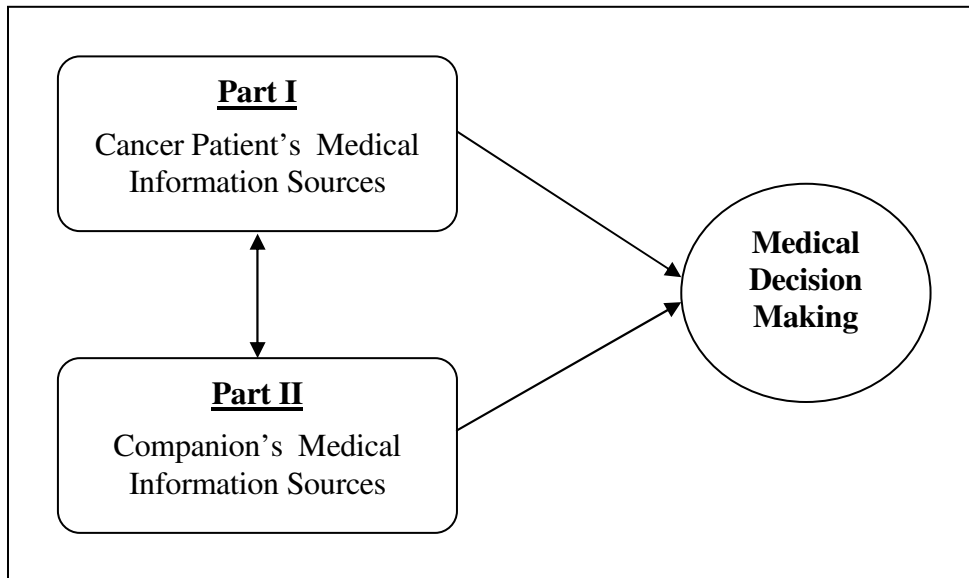 Part I
Cancer Patient's Medical
Information Sources
Medical
Decision
Making
Part II
Companion's Medical
Information Sources